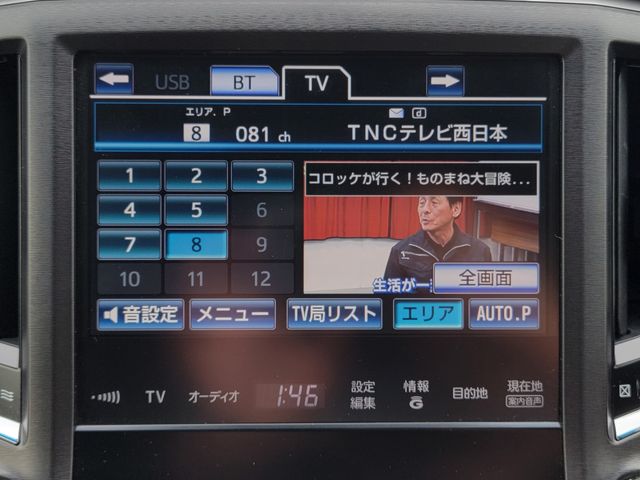 USB BT TV
エリア. P
8 081 ch TNCテレビ西日本
1 2 3
コロッケが行く!ものまね大冒険...
4 5 6
7 8 9
10 11 12
全画面
生活が一
音設定 メニュー TV局リスト エリア AUTO.P
TV オーディオ 1:46 設定 編集 情報 G 目的地 現在地 案内音声